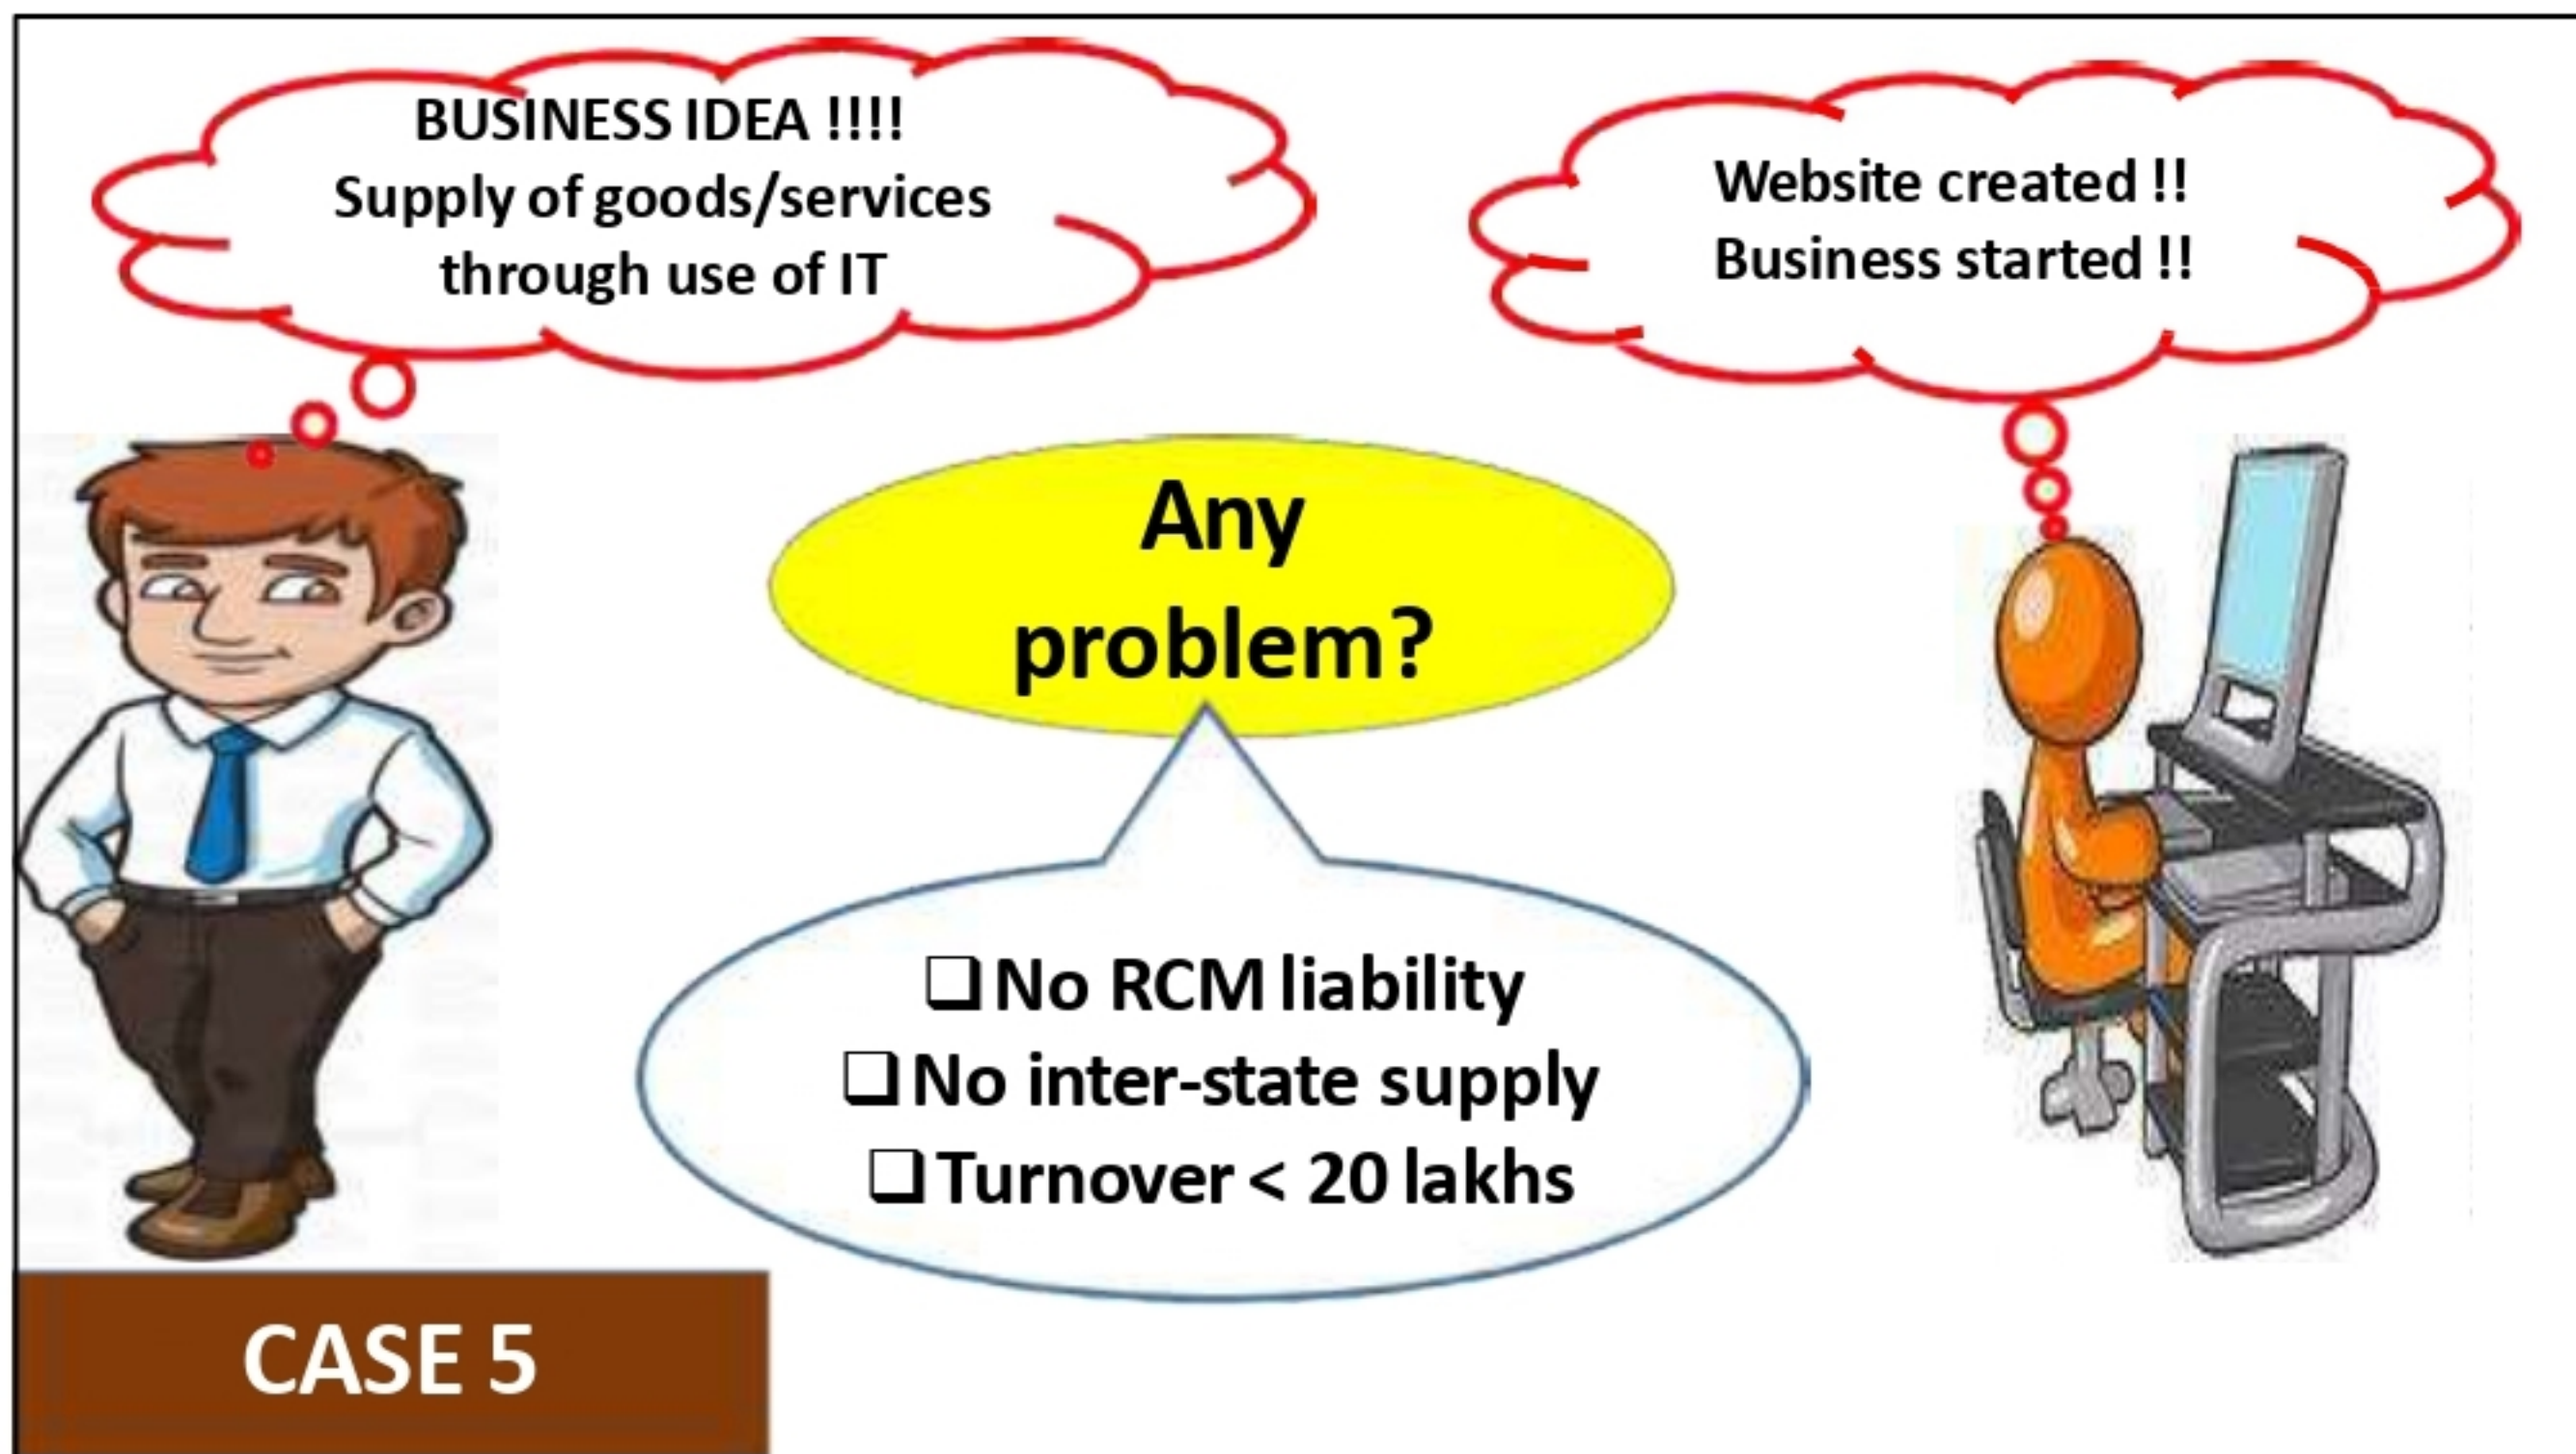 BUSINESS IDEA !!!!
Supply of goods/services
through use of IT
Website created !!
Business started !!
Any
problem?
❑ No RCM liability
❑ No inter-state supply
❑ Turnover < 20 lakhs
CASE 5